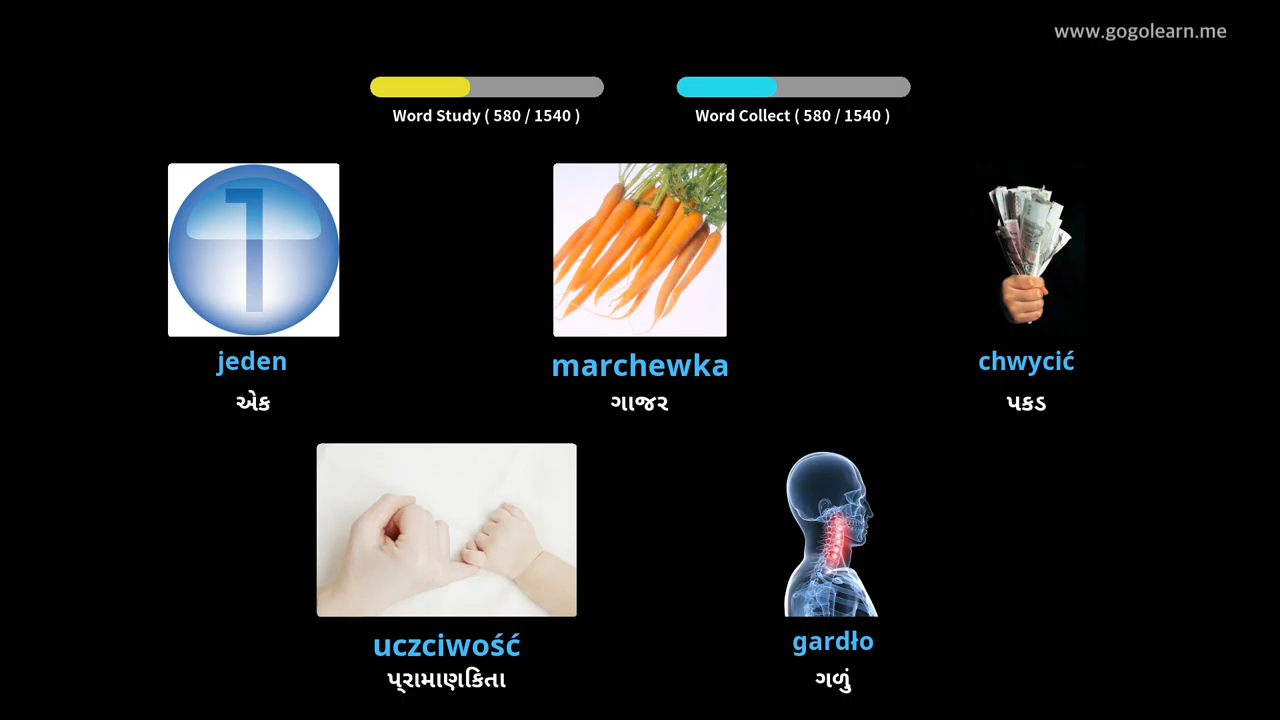 www.gogolearn.me
Word Study ( 580 / 1540 )
Word Collect ( 580 / 1540 )
1
jeden
marchewka
chwycić
એક
ગાજર
પકડ
uczciwość
gardło
પ્રામાણિકતા
ગળું